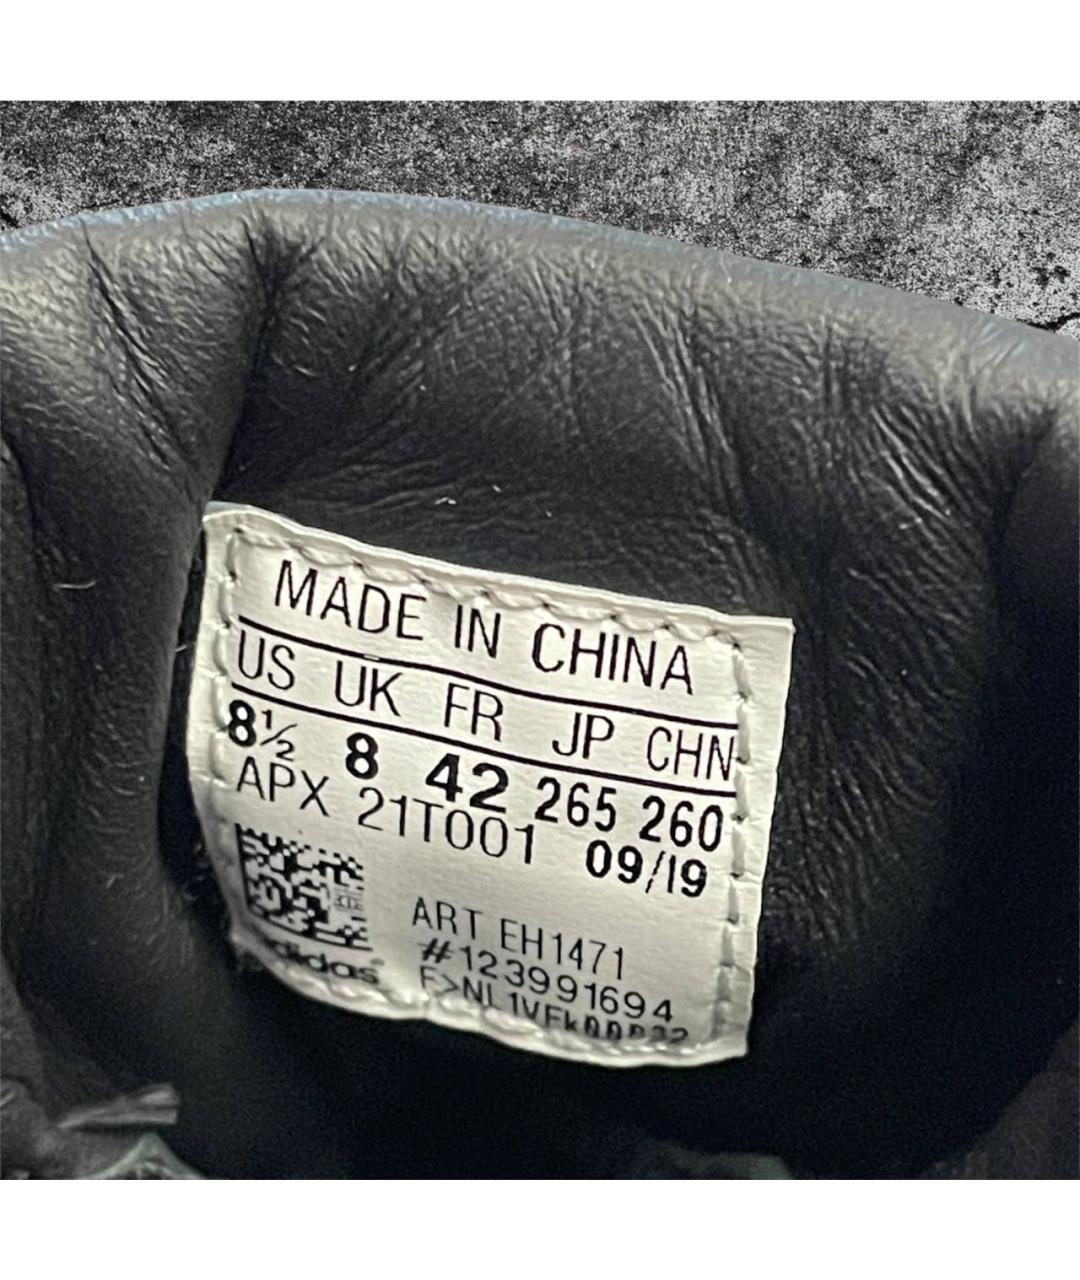 MADE IN CHINA
US UK FR JP CHN
8½ 8 42 265 260
APX 21T001 09/19
ART EH1471
#123991694
adidas®